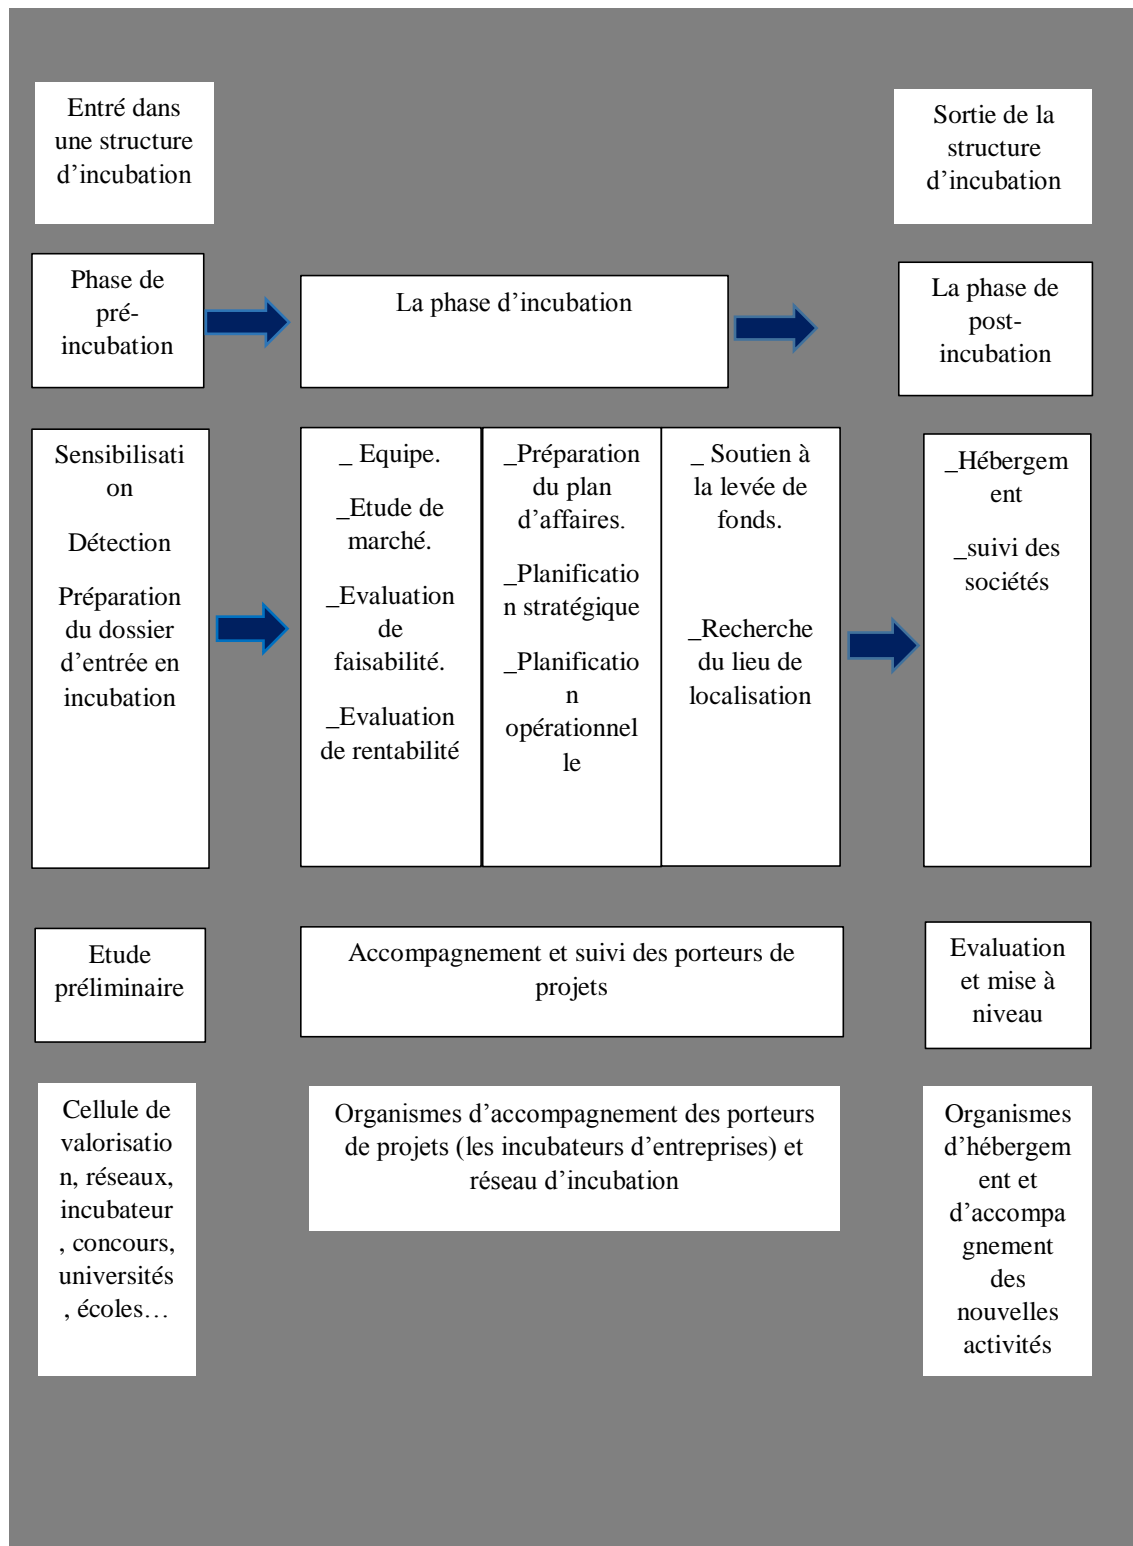 Entré dans
une structure
d’incubation
Sortie de la
structure
d’incubation
Phase de
pré-
incubation
La phase d’incubation
La phase de
post-
incubation
Sensibilisati
on
Détection
Préparation
du dossier
d’entrée en
incubation
_ Equipe.
_Etude de
marché.
_Evaluation
de
faisabilité.
_Evaluation
de rentabilité
_Préparation
du plan
d’affaires.
_Planificatio
n stratégique
_Planificatio
n
opérationnel
le
_ Soutien à
la levée de
fonds.
_Recherche
du lieu de
localisation
_Hébergem
ent
_suivi des
sociétés
Etude
préliminaire
Accompagnement et suivi des porteurs de
projets
Evaluation
et mise à
niveau
Cellule de
valorisatio
n, réseaux,
incubateur
, concours,
universités
, écoles…
Organismes d’accompagnement des porteurs
de projets (les incubateurs d’entreprises) et
réseau d’incubation
Organismes
d’hébergem
ent et
d’accompa
gnement
des
nouvelles
activités